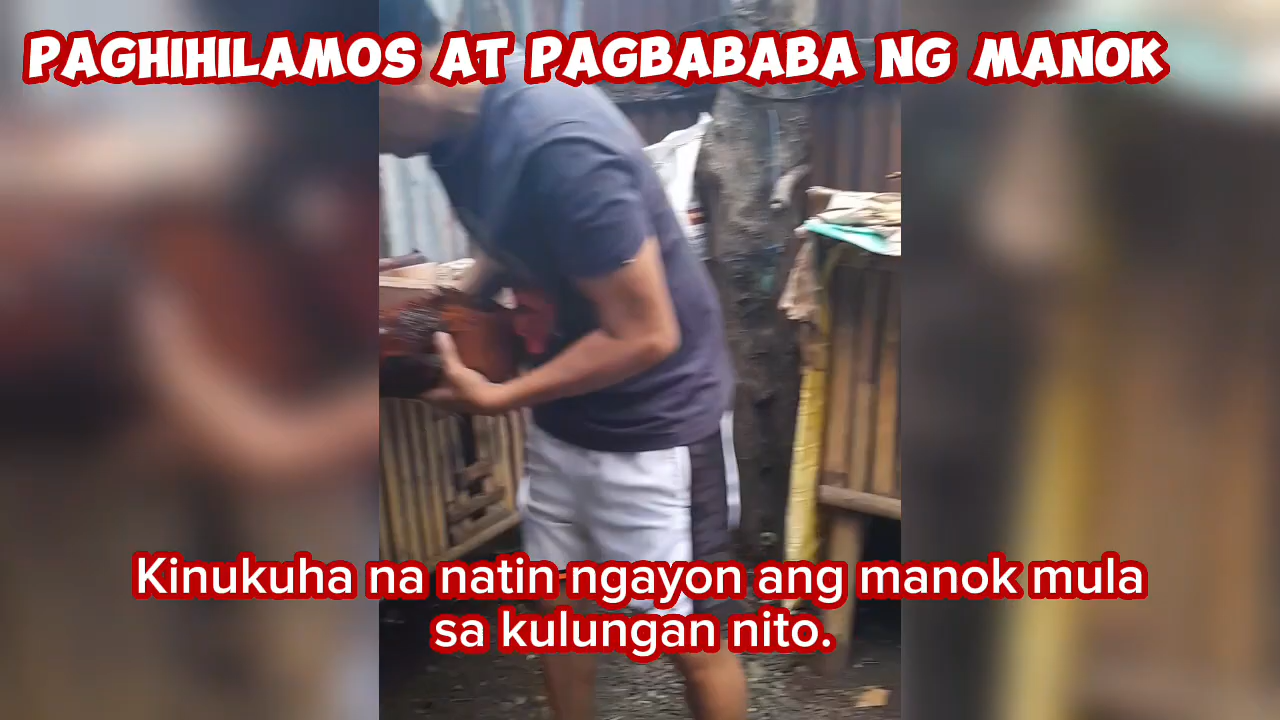 PAGHIHILAMOS AT PAGBABABA NG MANOK
Kinukuha na natin ngayon ang manok mula
sa kulungan nito.